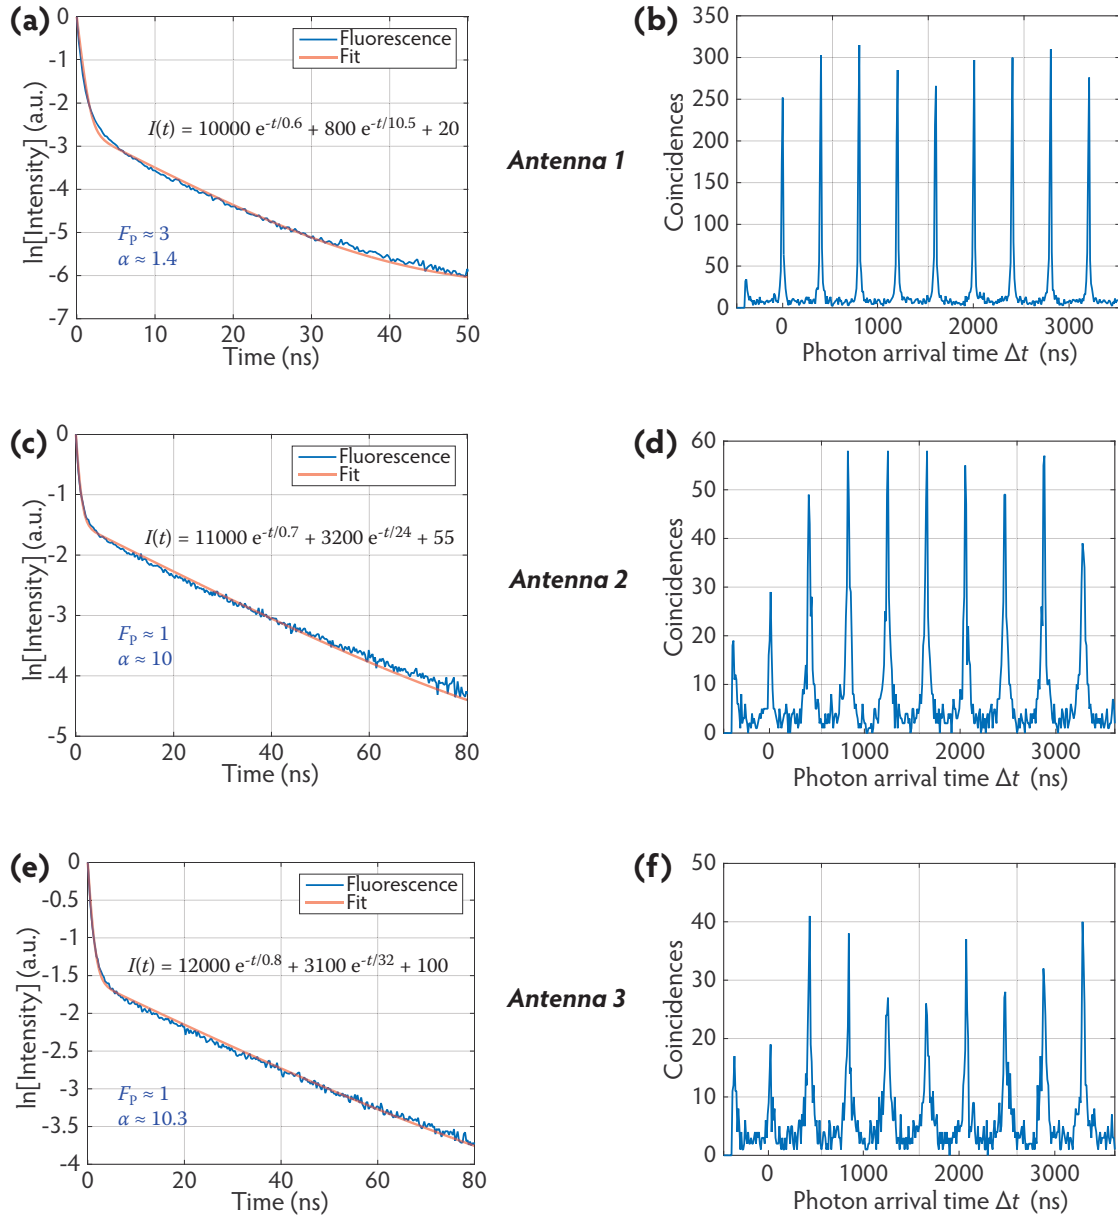 (a)
0
-1
-2
-3
-4
-5
-6
-7
ln[Intensity] (a.u.)
Fluorescence
Fit
I(t) = 10000 e^{-t/0.6} + 800 e^{-t/10.5} + 20
F_P ≈ 3
α ≈ 1.4
0 10 20 30 40 50
Time (ns)
Antenna 1
(b)
350
300
250
200
150
100
50
0
Coincidences
0 1000 2000 3000
Photon arrival time Δt (ns)
(c)
0
-1
-2
-3
-4
-5
ln[Intensity] (a.u.)
Fluorescence
Fit
I(t) = 11000 e^{-t/0.7} + 3200 e^{-t/24} + 55
F_P ≈ 1
α ≈ 10
0 20 40 60 80
Time (ns)
Antenna 2
(d)
60
50
40
30
20
10
0
Coincidences
0 1000 2000 3000
Photon arrival time Δt (ns)
(e)
0
-0.5
-1
-1.5
-2
-2.5
-3
-3.5
-4
ln[Intensity] (a.u.)
Fluorescence
Fit
I(t) = 12000 e^{-t/0.8} + 3100 e^{-t/32} + 100
F_P ≈ 1
α ≈ 10.3
0 20 40 60 80
Time (ns)
Antenna 3
(f)
50
40
30
20
10
0
Coincidences
0 1000 2000 3000
Photon arrival time Δt (ns)